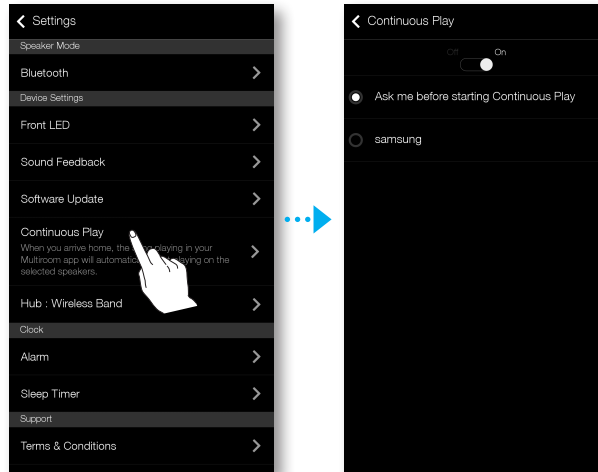 Settings
Speaker Mode
Bluetooth
Device Settings
Front LED
Sound Feedback
Software Update
Continuous Play
When you arrive home, the playing in your
Multiroom app will automatic playing on the
selected speakers.
Hub : Wireless Band
Clock
Alarm
Sleep Timer
Support
Terms & Conditions
Continuous Play
Off On
Ask me before starting Continuous Play
samsung